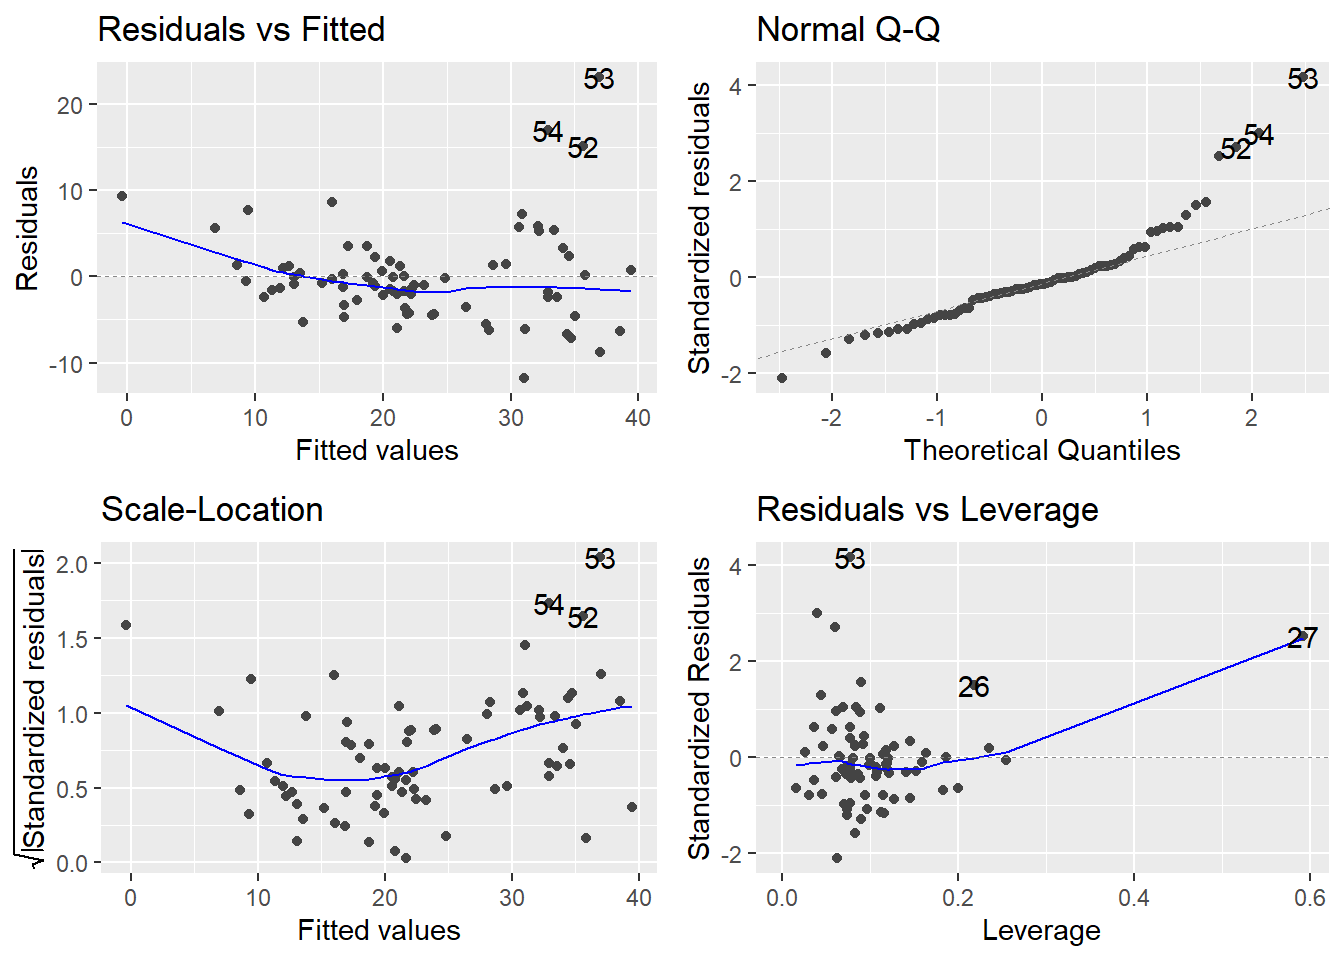 Residuals vs Fitted
Residuals
20
10
0
-10
53
54
52
0 10 20 30 40
Fitted values
Normal Q-Q
Standardized residuals
4
2
0
-2
53
54
52
-2 -1 0 1 2
Theoretical Quantiles
Scale-Location
√|Standardized residuals|
2.0
1.5
1.0
0.5
0.0
53
54
52
0 10 20 30 40
Fitted values
Residuals vs Leverage
Standardized Residuals
4
2
0
-2
53
27
26
0.0 0.2 0.4 0.6
Leverage